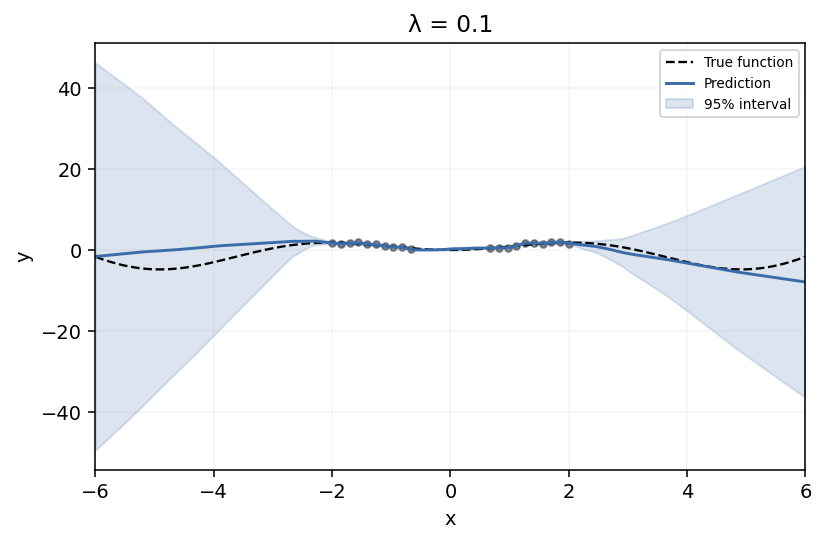 λ = 0.1
True function
Prediction
95% interval
y
40
20
0
−20
−40
−6
−4
−2
0
2
4
6
x